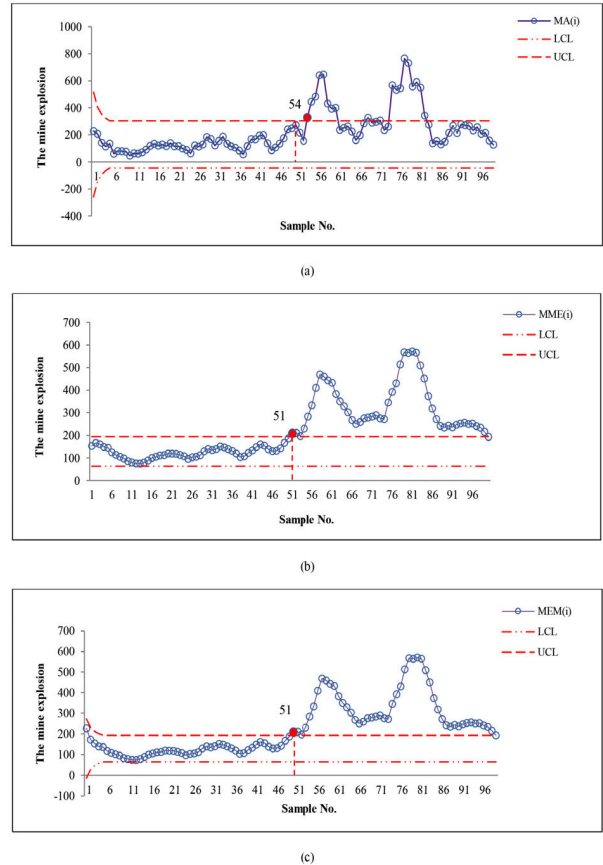 MA(i)
LCL
UCL
The mine explosion
1000
800
600
400
200
0
-200
-400
54
1 6 11 16 21 26 31 36 41 46 51 56 61 66 71 76 81 86 91 96
Sample No.
(a)
MME(i)
LCL
UCL
The mine explosion
700
600
500
400
300
200
100
0
51
1 6 11 16 21 26 31 36 41 46 51 56 61 66 71 76 81 86 91 96
Sample No.
(b)
MEM(i)
LCL
UCL
The mine explosion
700
600
500
400
300
200
100
0
-100
51
1 6 11 16 21 26 31 36 41 46 51 56 61 66 71 76 81 86 91 96
Sample No.
(c)